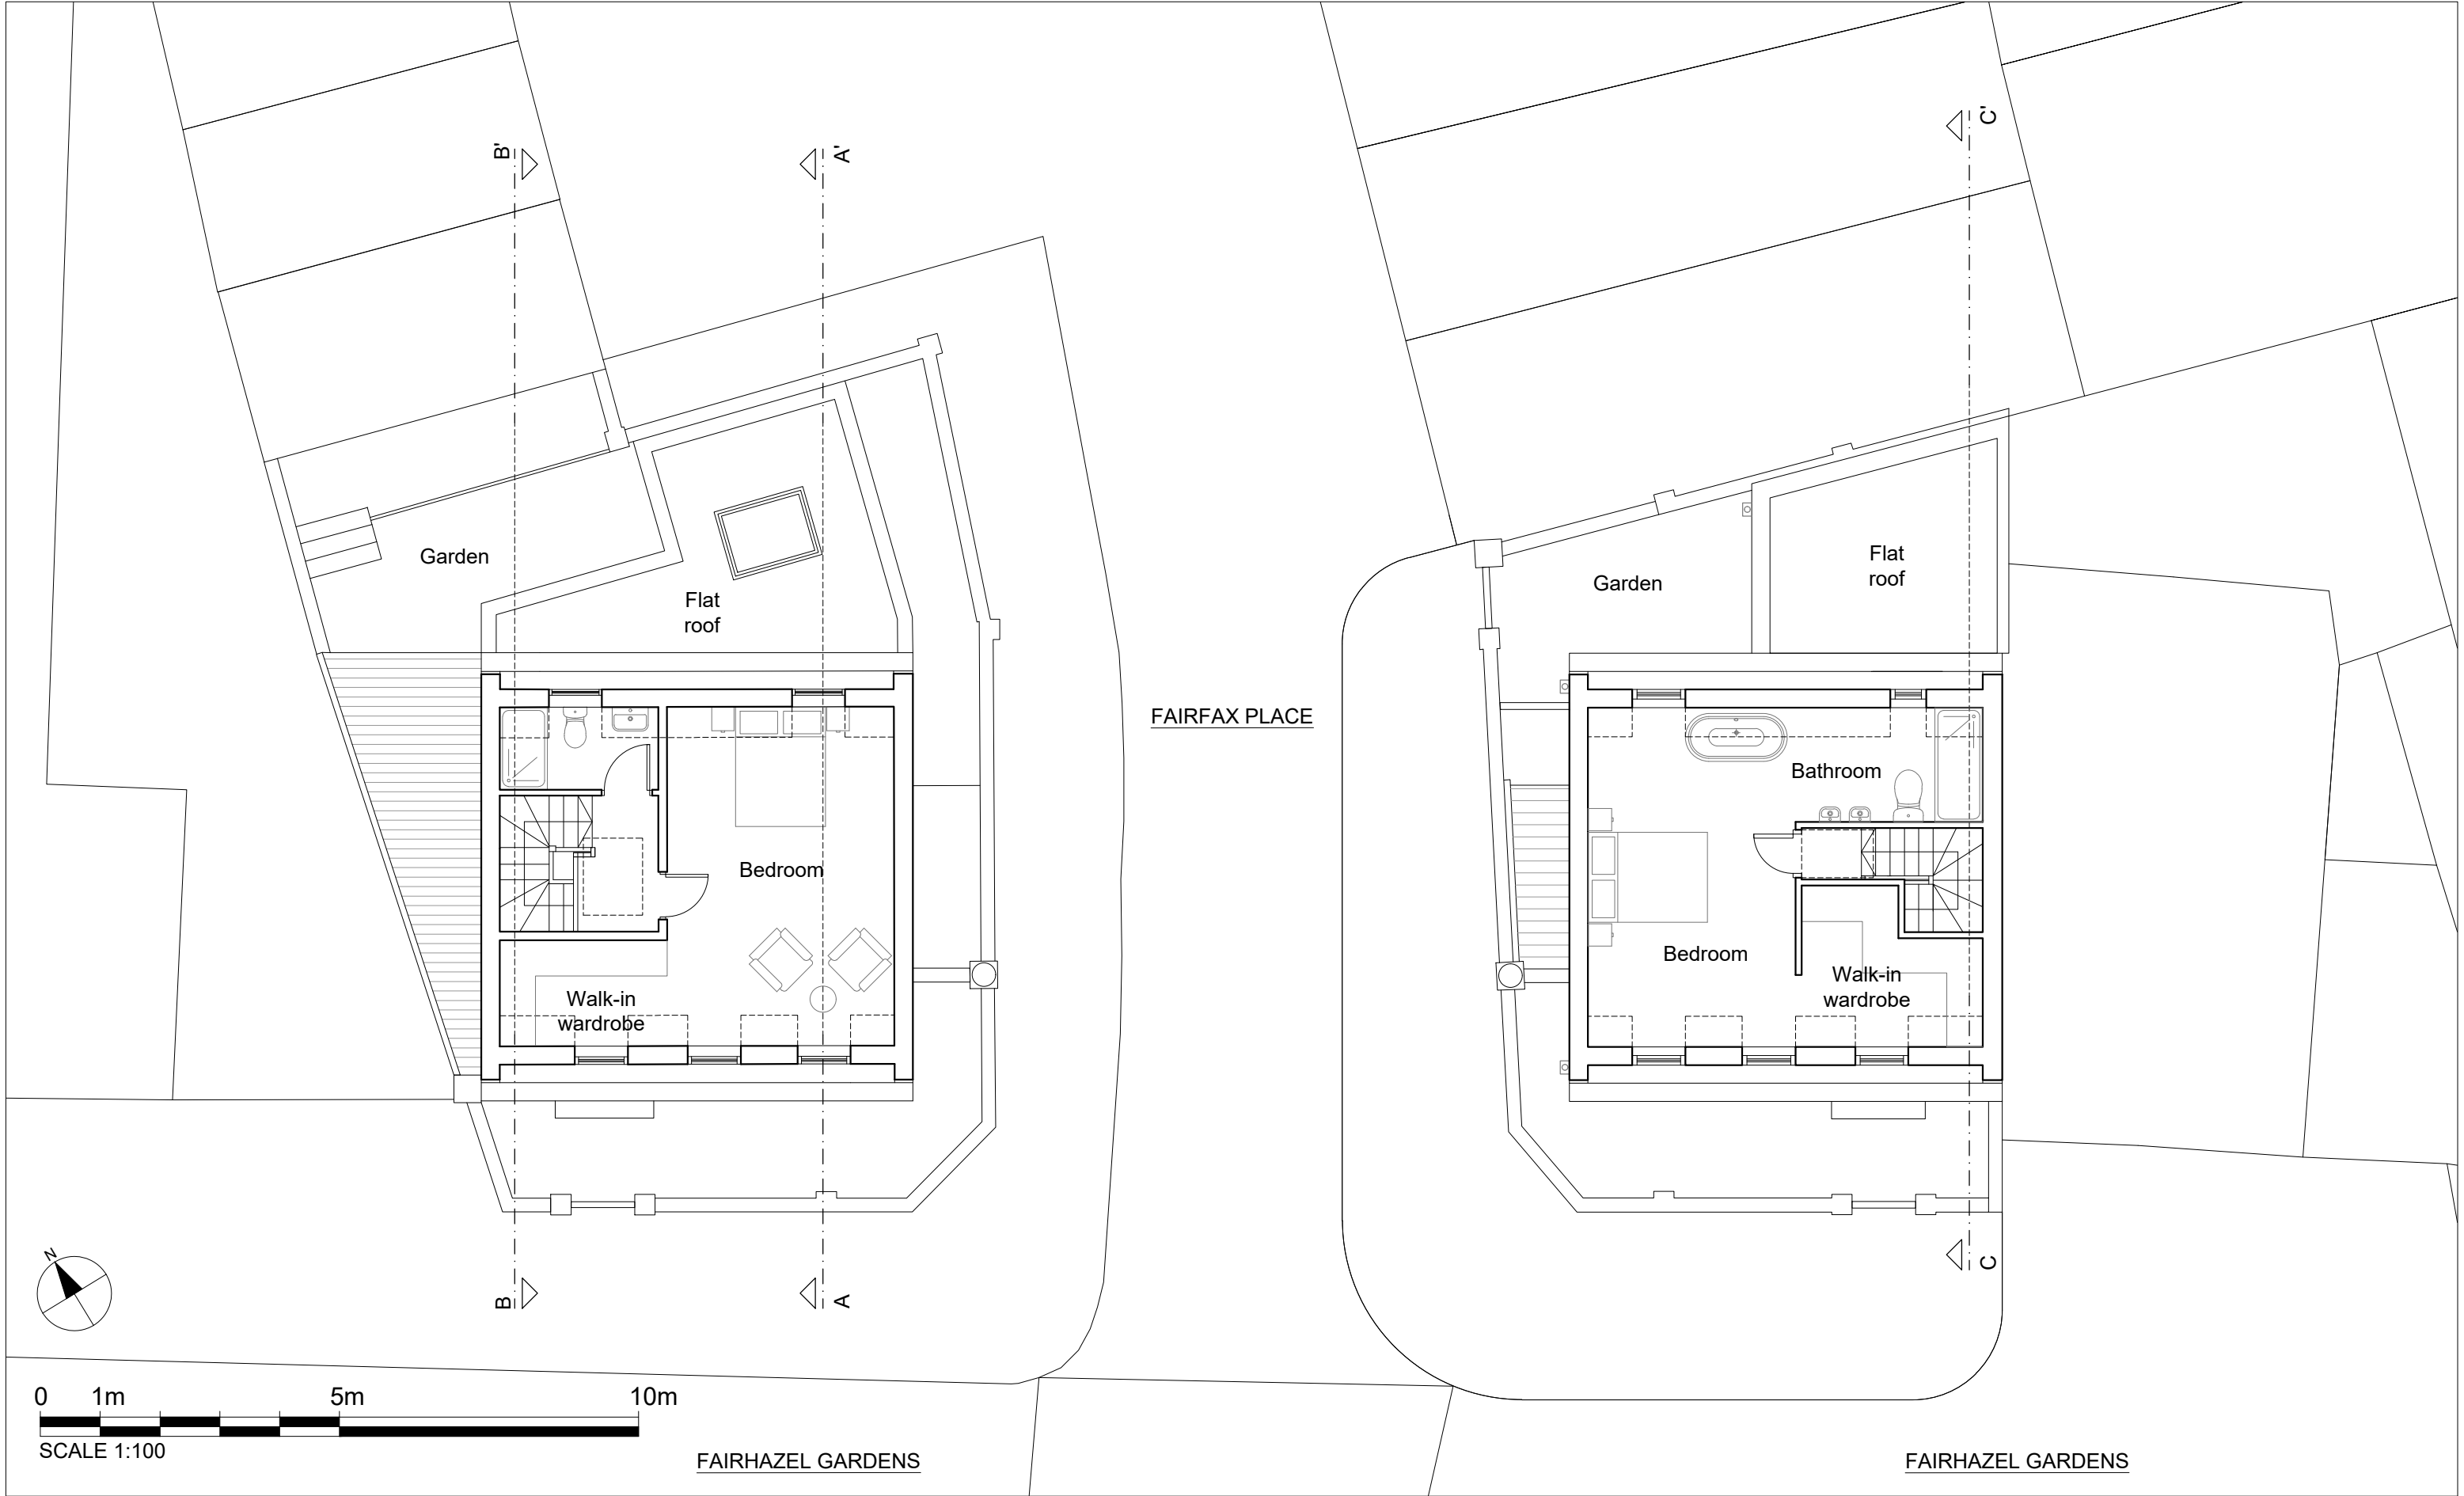 C'
B'
A'
Garden
Flat
roof
Flat
roof
Garden
FAIRFAX PLACE
Bathroom
Bedroom
Bedroom
Walk-in
wardrobe
Walk-in
wardrobe
N
B
A
C
0 1m 5m 10m
SCALE 1:100
FAIRHAZEL GARDENS
FAIRHAZEL GARDENS